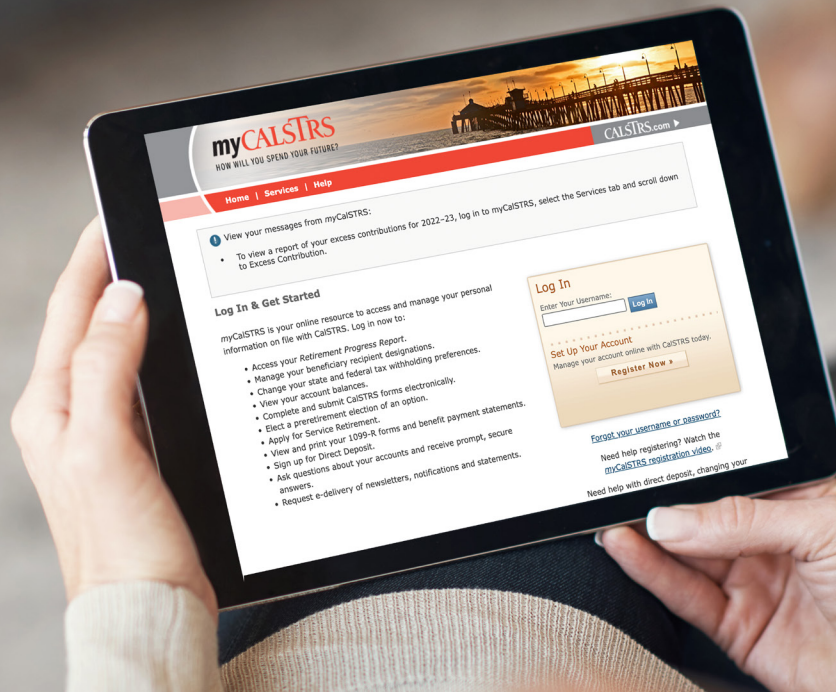 myCALSTRS
HOW WILL YOU SPEND YOUR FUTURE?
CALSTRS.com
Home | Services | Help
View your messages from myCalSTRS:
• To view a report of your excess contributions for 2022–23, log in to myCalSTRS, select the Services tab and scroll down
to Excess Contribution.
Log In & Get Started
myCalSTRS is your online resource to access and manage your personal
information on file with CalSTRS. Log in now to:
• Access your Retirement Progress Report.
• Manage your beneficiary recipient designations.
• Change your state and federal tax withholding preferences.
• View your account balances.
• Complete and submit CalSTRS forms electronically.
• Elect a preretirement election of an option.
• Apply for Service Retirement.
• View and print your 1099-R forms and benefit payment statements.
• Sign up for Direct Deposit.
• Ask questions about your accounts and receive prompt, secure
answers.
• Request e-delivery of newsletters, notifications and statements.
Log In
Enter Your Username:
Log In
Set Up Your Account
Manage your account online with CalSTRS today.
Register Now »
Forgot your username or password?
Need help registering? Watch the
myCalSTRS registration video.
Need help with direct deposit, changing your